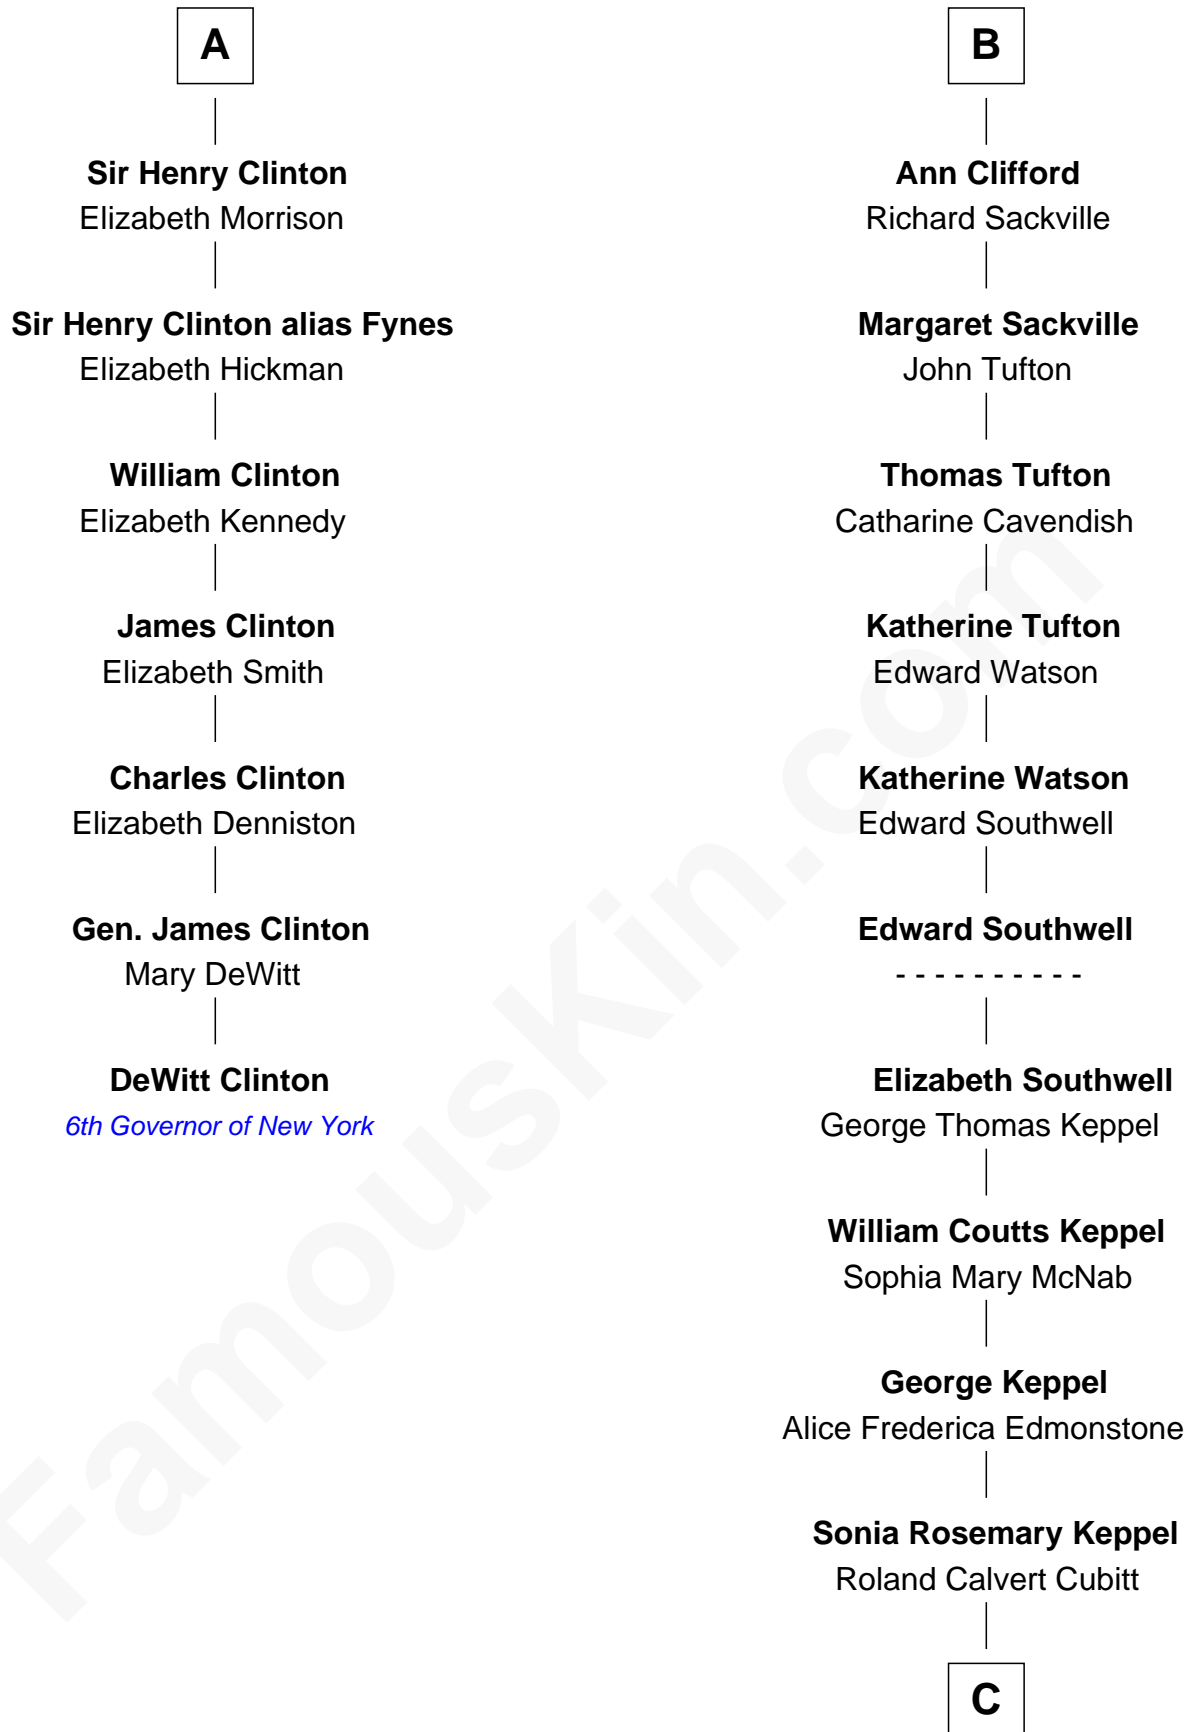 A
Sir Henry Clinton
Elizabeth Morrison
Sir Henry Clinton alias Fynes
Elizabeth Hickman
William Clinton
Elizabeth Kennedy
James Clinton
Elizabeth Smith
Charles Clinton
Elizabeth Denniston
Gen. James Clinton
Mary DeWitt
DeWitt Clinton
6th Governor of New York
B
Ann Clifford
Richard Sackville
Margaret Sackville
John Tufton
Thomas Tufton
Catharine Cavendish
Katherine Tufton
Edward Watson
Katherine Watson
Edward Southwell
Edward Southwell
- - - - - - - - - -
Elizabeth Southwell
George Thomas Keppel
William Coutts Keppel
Sophia Mary McNab
George Keppel
Alice Frederica Edmonstone
Sonia Rosemary Keppel
Roland Calvert Cubitt
C
FamousKin.com